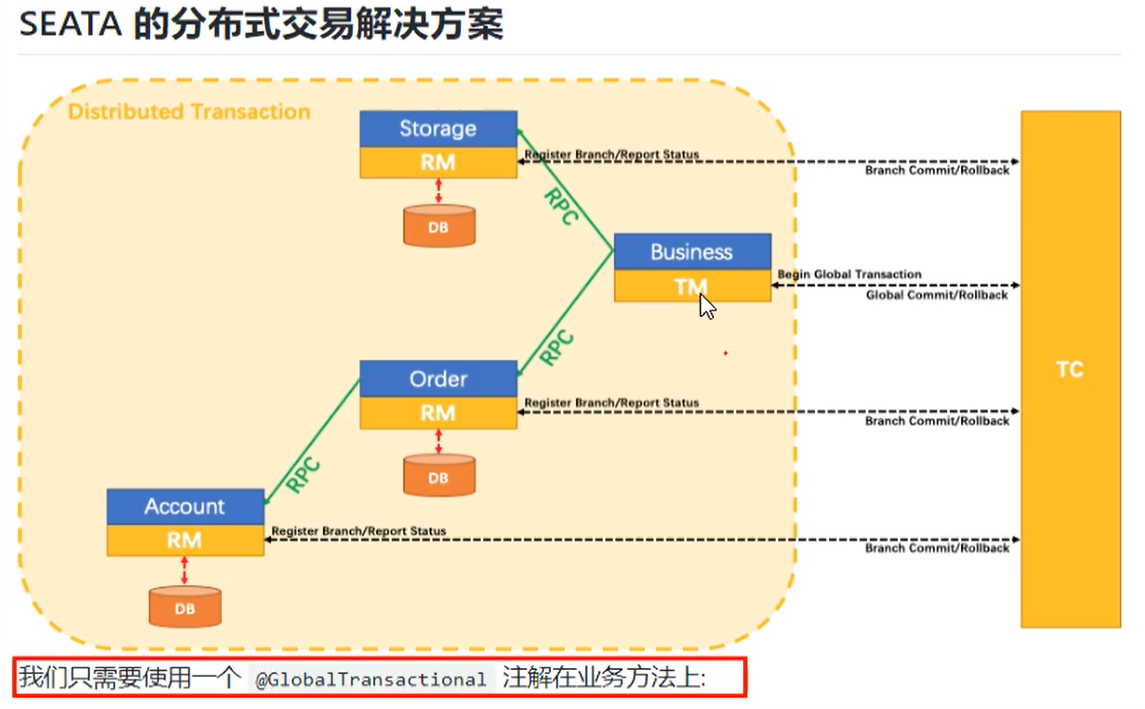 SEATA 的分布式交易解决方案
Distributed Transaction
Storage
RM
Register Branch/Report Status
Branch Commit/Rollback
DB
RPC
Business
TM
Begin Global Transaction
Global Commit/Rollback
RPC
Order
RM
Register Branch/Report Status
Branch Commit/Rollback
TC
DB
RPC
Account
RM
Register Branch/Report Status
Branch Commit/Rollback
DB
我们只需要使用一个 @GlobalTransactional 注解在业务方法上: